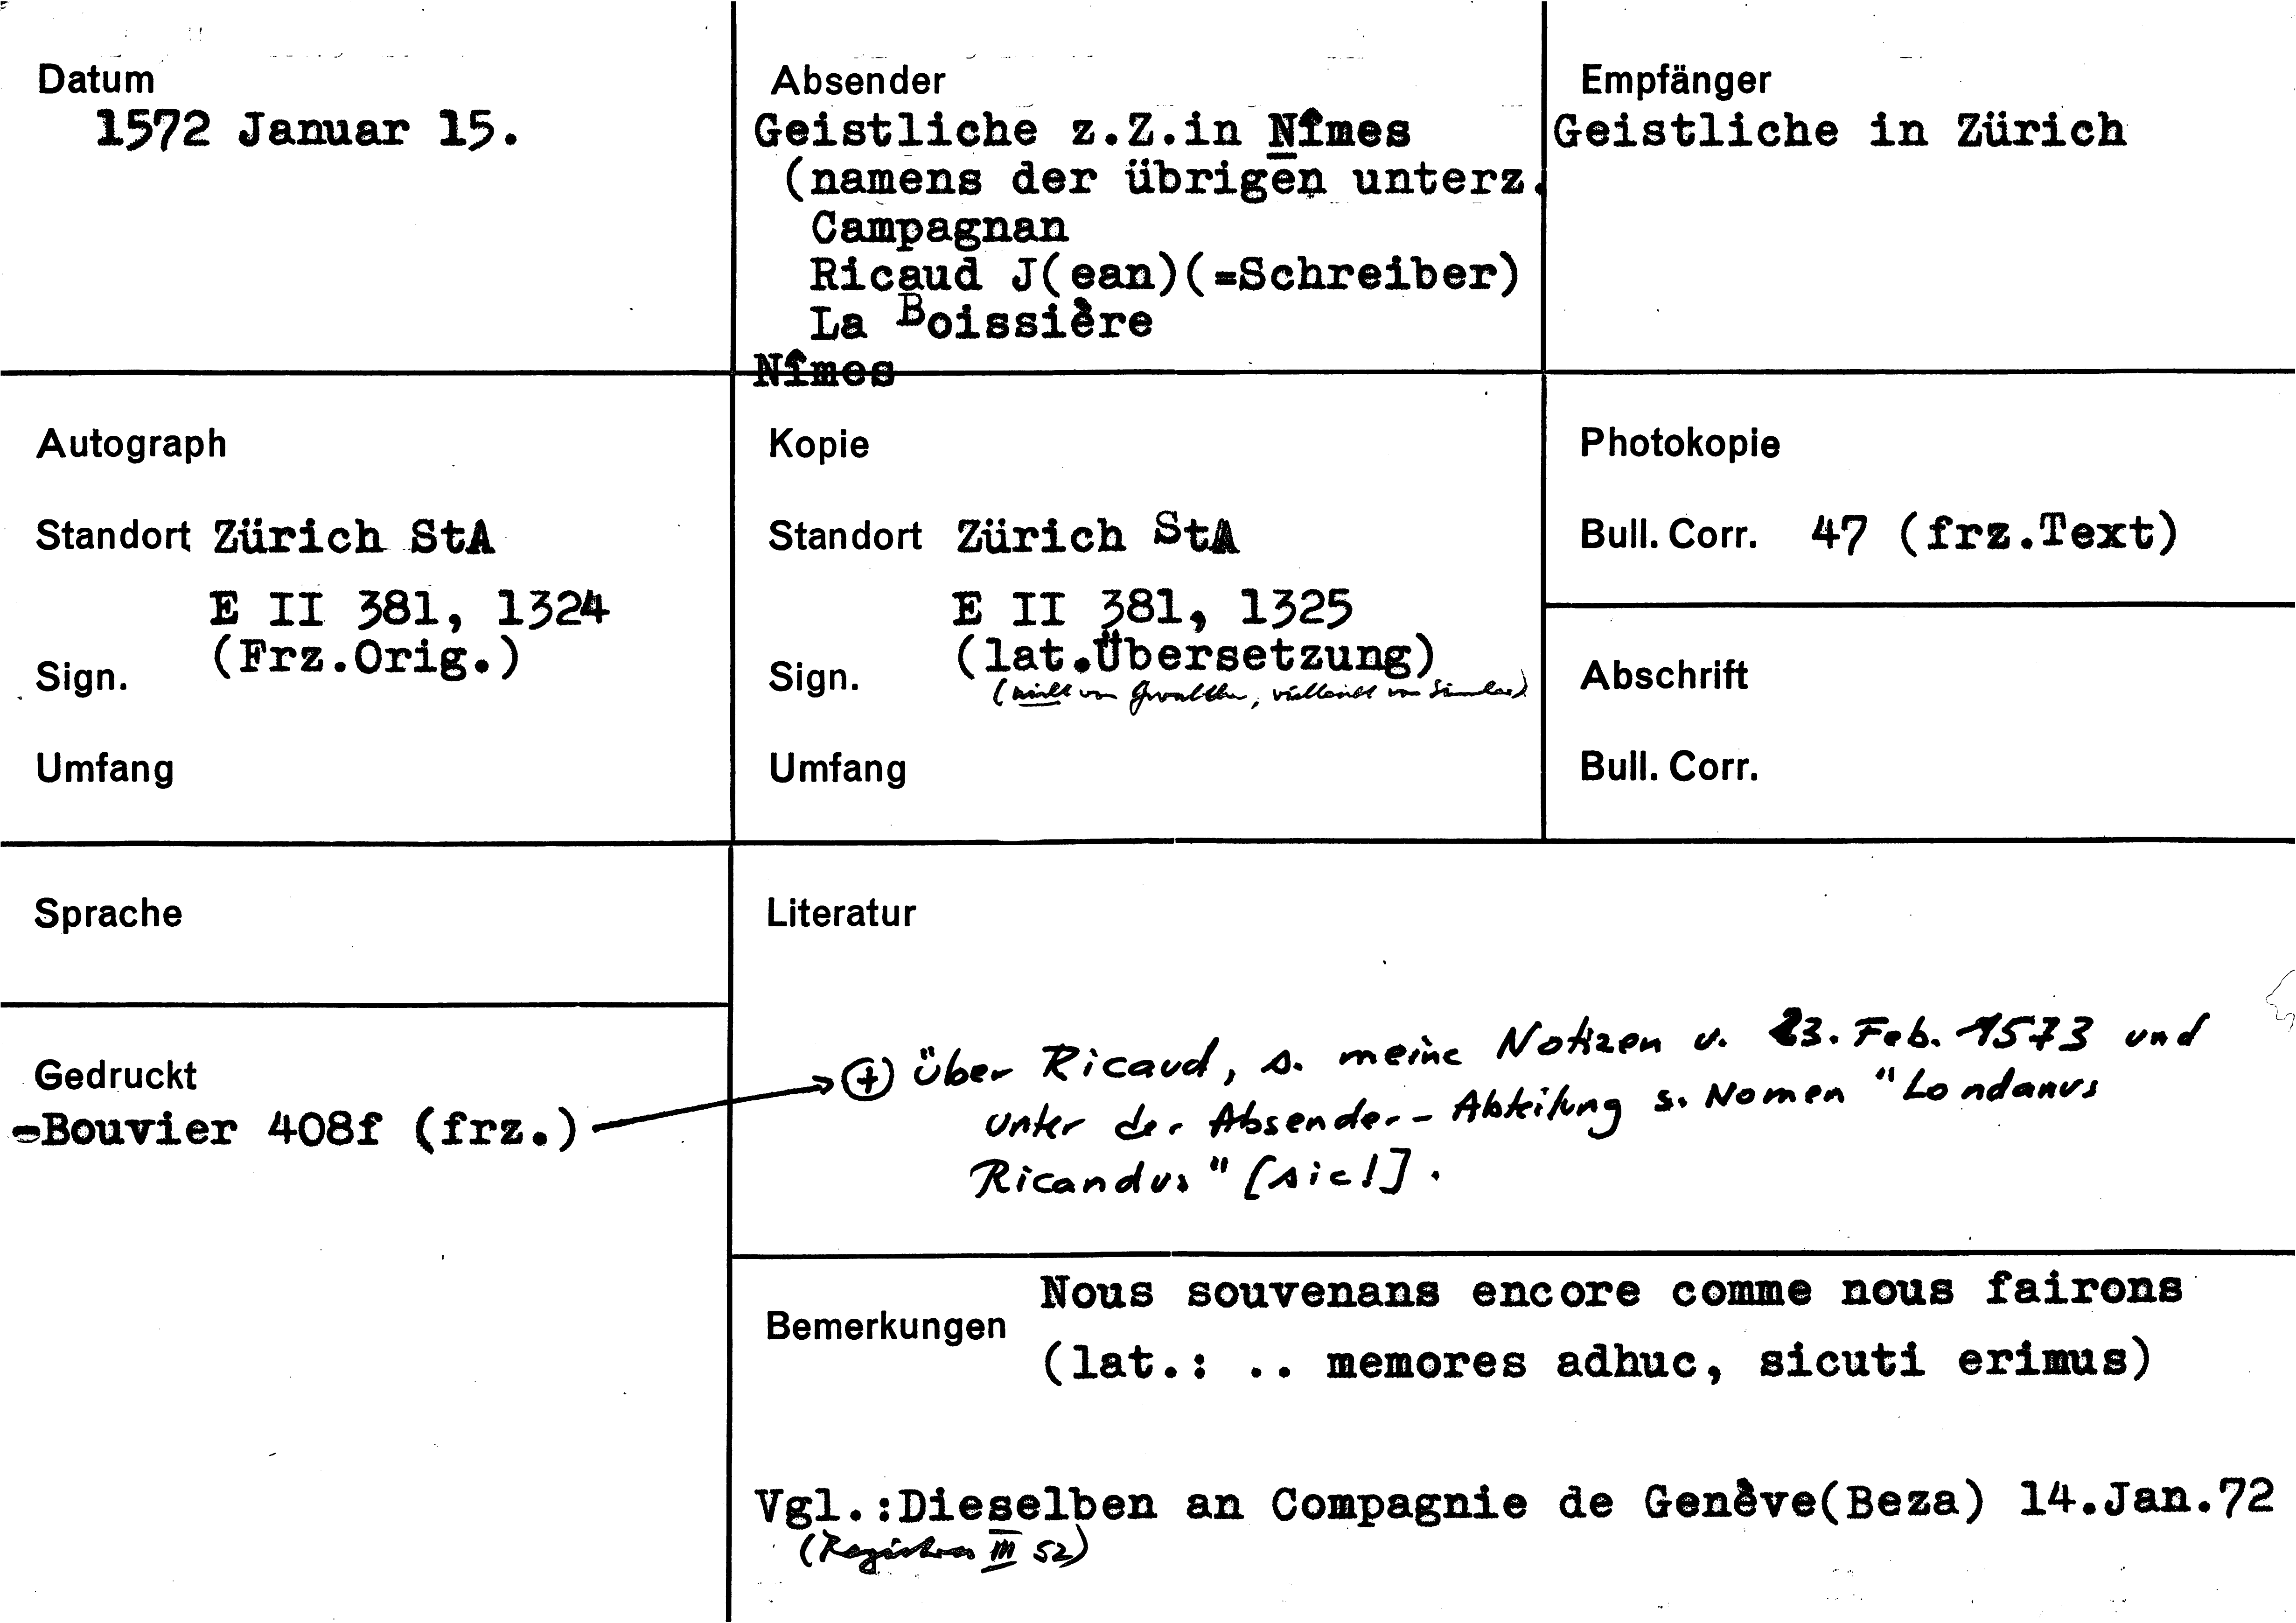 Datum
1572 Januar 15.
Absender
Geistliche z.Z.in Nîmes
(namens der übrigen unterz.
Campagnan
Ricaud J(ean)(=Schreiber)
La Boissière
Nîmes
Empfänger
Geistliche in Zürich
Autograph
Standort Zürich StA
E II 381, 1324
(Frz.Orig.)
Sign.
Umfang
Kopie
Standort Zürich StA
E II 381, 1325
(lat.Übersetzung)
Sign.
(nicht von Gwalther, vielleicht von Simler)
Umfang
Photokopie
Bull. Corr. 47 (frz.Text)
Abschrift
Bull. Corr.
Sprache
Gedruckt
-Bouvier 408f (frz.)
Literatur
über Ricaud, s. meine Notizen v. 23. Feb. 1573 und
unter der Absender-Abteilung s. Nomen "Londanus
Ricandus" [sic!].
Bemerkungen
Nous souvenans encore comme nous fairons
(lat.: .. memores adhuc, sicuti erimus)
Vgl.:Dieselben an Compagnie de Genève(Beza) 14.Jan.72
(Registres III 52)